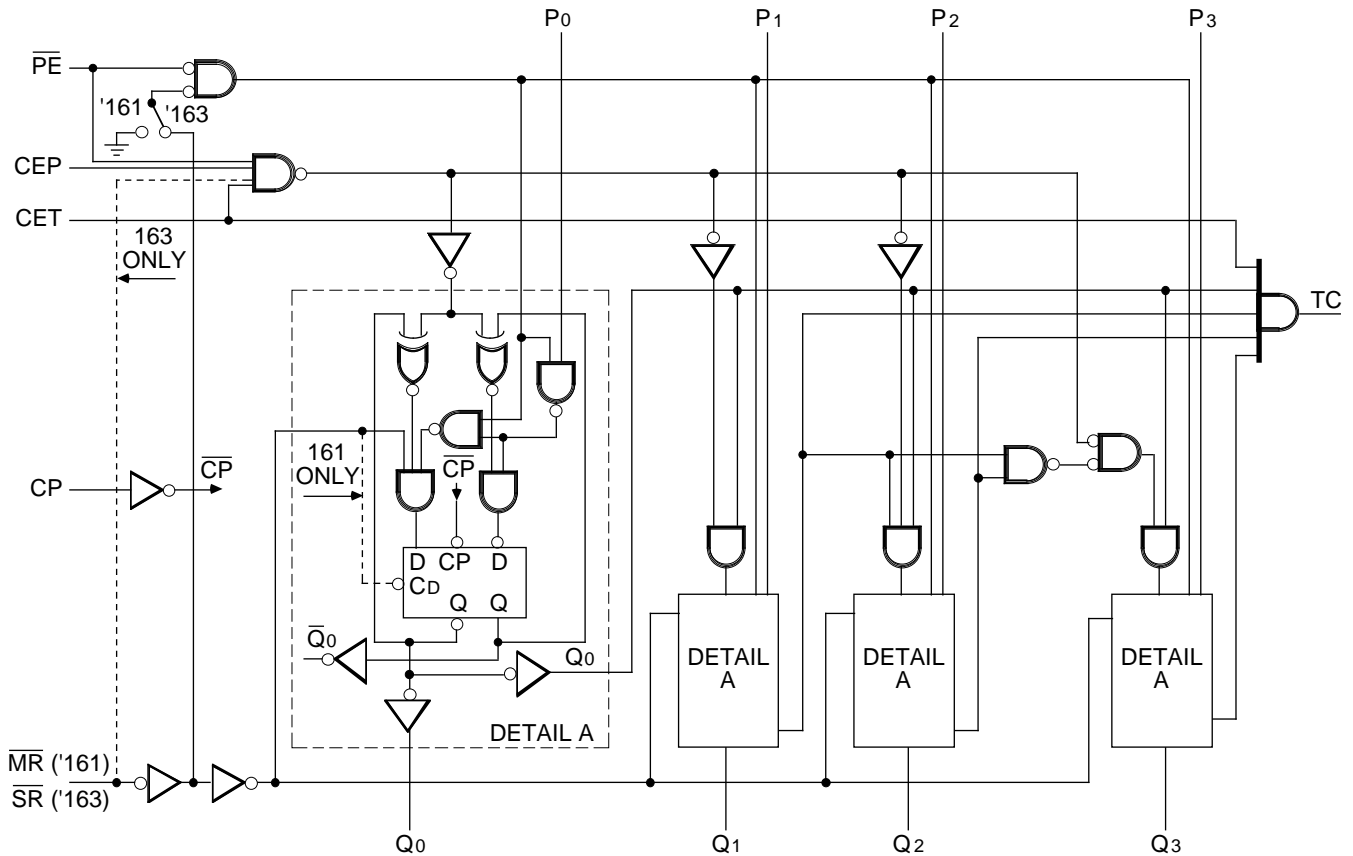 P0
P1
P2
P3
PE
'161
'163
CEP
CET
163
ONLY
TC
161
ONLY
CP
CP
CP
D CP D
CD
Q Q
Q0
Q0
DETAIL A
DETAIL
A
DETAIL
A
DETAIL
A
MR ('161)
SR ('163)
Q0
Q1
Q2
Q3